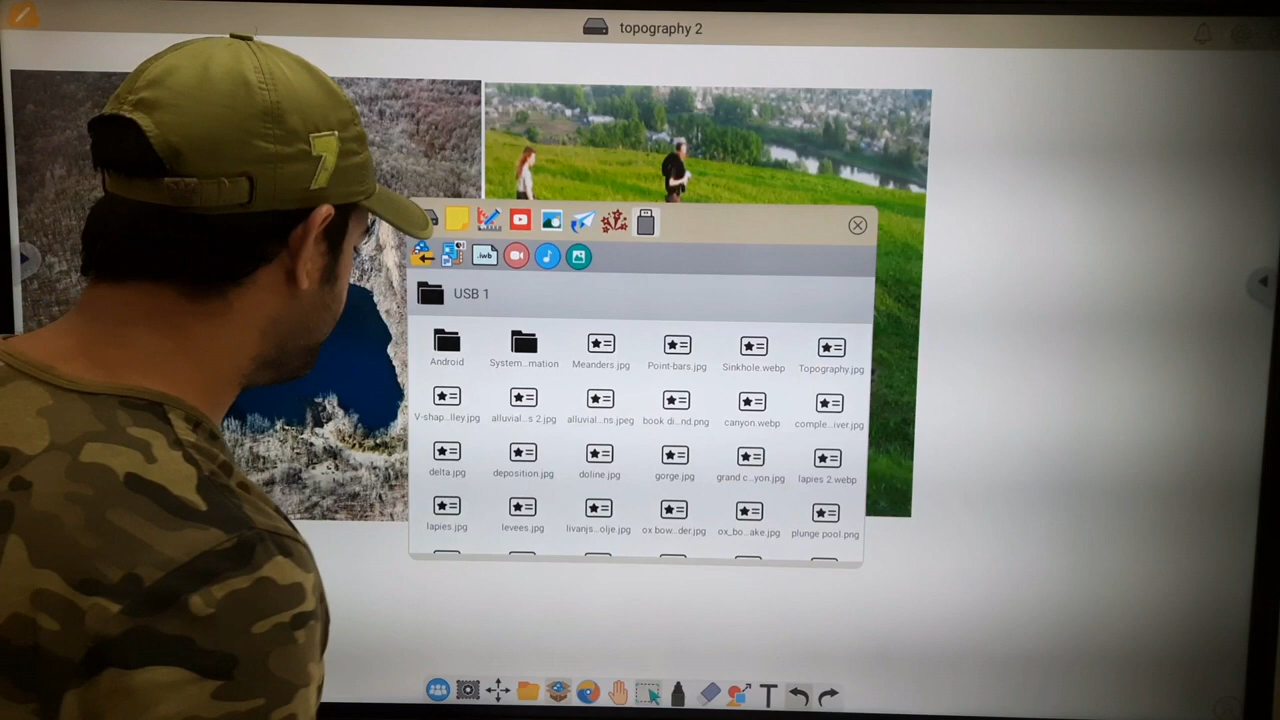 topography 2
7
.iwb
USB 1
Android
System...mation
Meanders.jpg
Point-bars.jpg
Sinkhole.webp
Topography.jpg
V-shap...lley.jpg
alluvial...s 2.jpg
alluvial...ns.jpeg
book di...nd.png
canyon.webp
comple...iver.jpg
delta.jpg
deposition.jpg
doline.jpg
gorge.jpg
grand c...yon.jpg
lapies 2.webp
lapies.jpg
levees.jpg
livanjs...olje.jpg
ox bow...der.jpg
ox_bo...ake.jpg
plunge pool.png
T